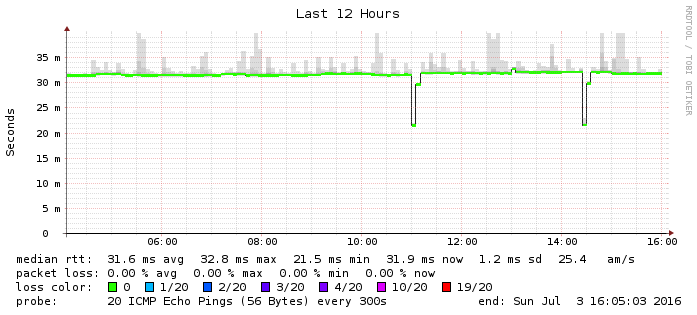 Last 12 Hours
RRDTOOL / TOBI OETIKER
Seconds
35 m
30 m
25 m
20 m
15 m
10 m
5 m
0
06:00 08:00 10:00 12:00 14:00 16:00
median rtt: 31.6 ms avg 32.8 ms max 21.5 ms min 31.9 ms now 1.2 ms sd 25.4 am/s
packet loss: 0.00 % avg 0.00 % max 0.00 % min 0.00 % now
loss color: 0 1/20 2/20 3/20 4/20 10/20 19/20
probe: 20 ICMP Echo Pings (56 Bytes) every 300s end: Sun Jul 3 16:05:03 2016